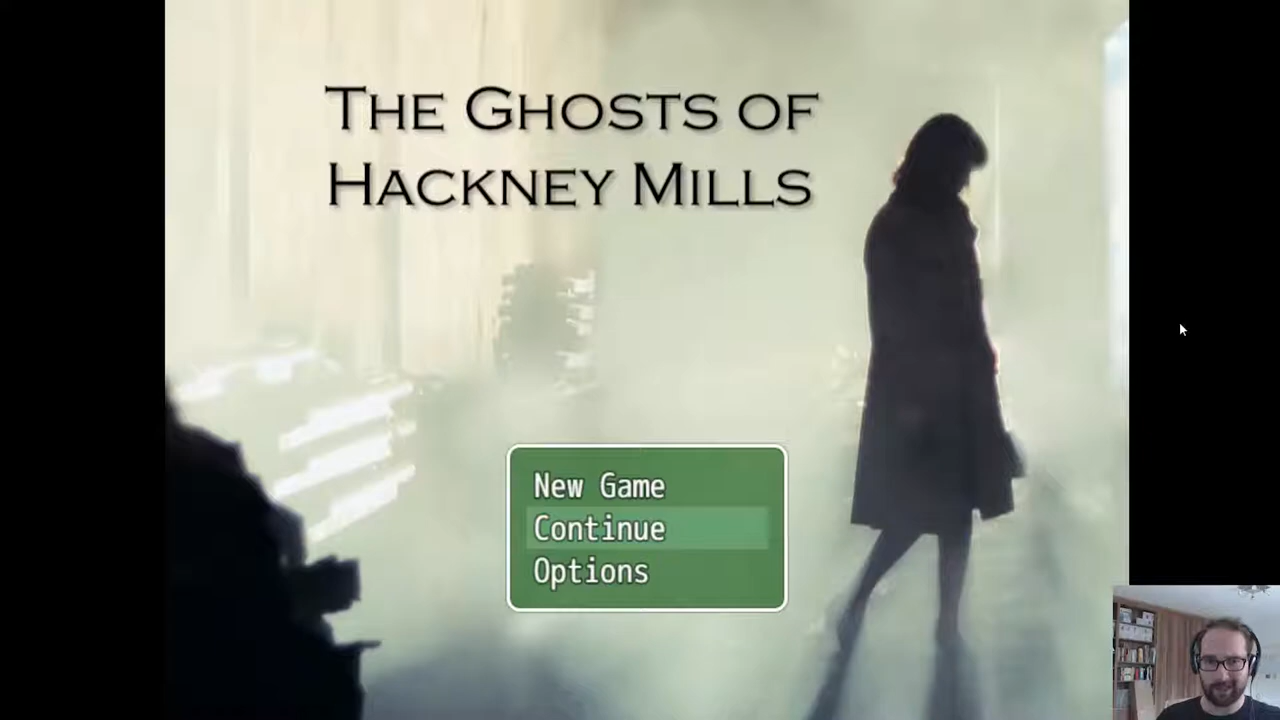 The Ghosts of
Hackney Mills
New Game
Continue
Options